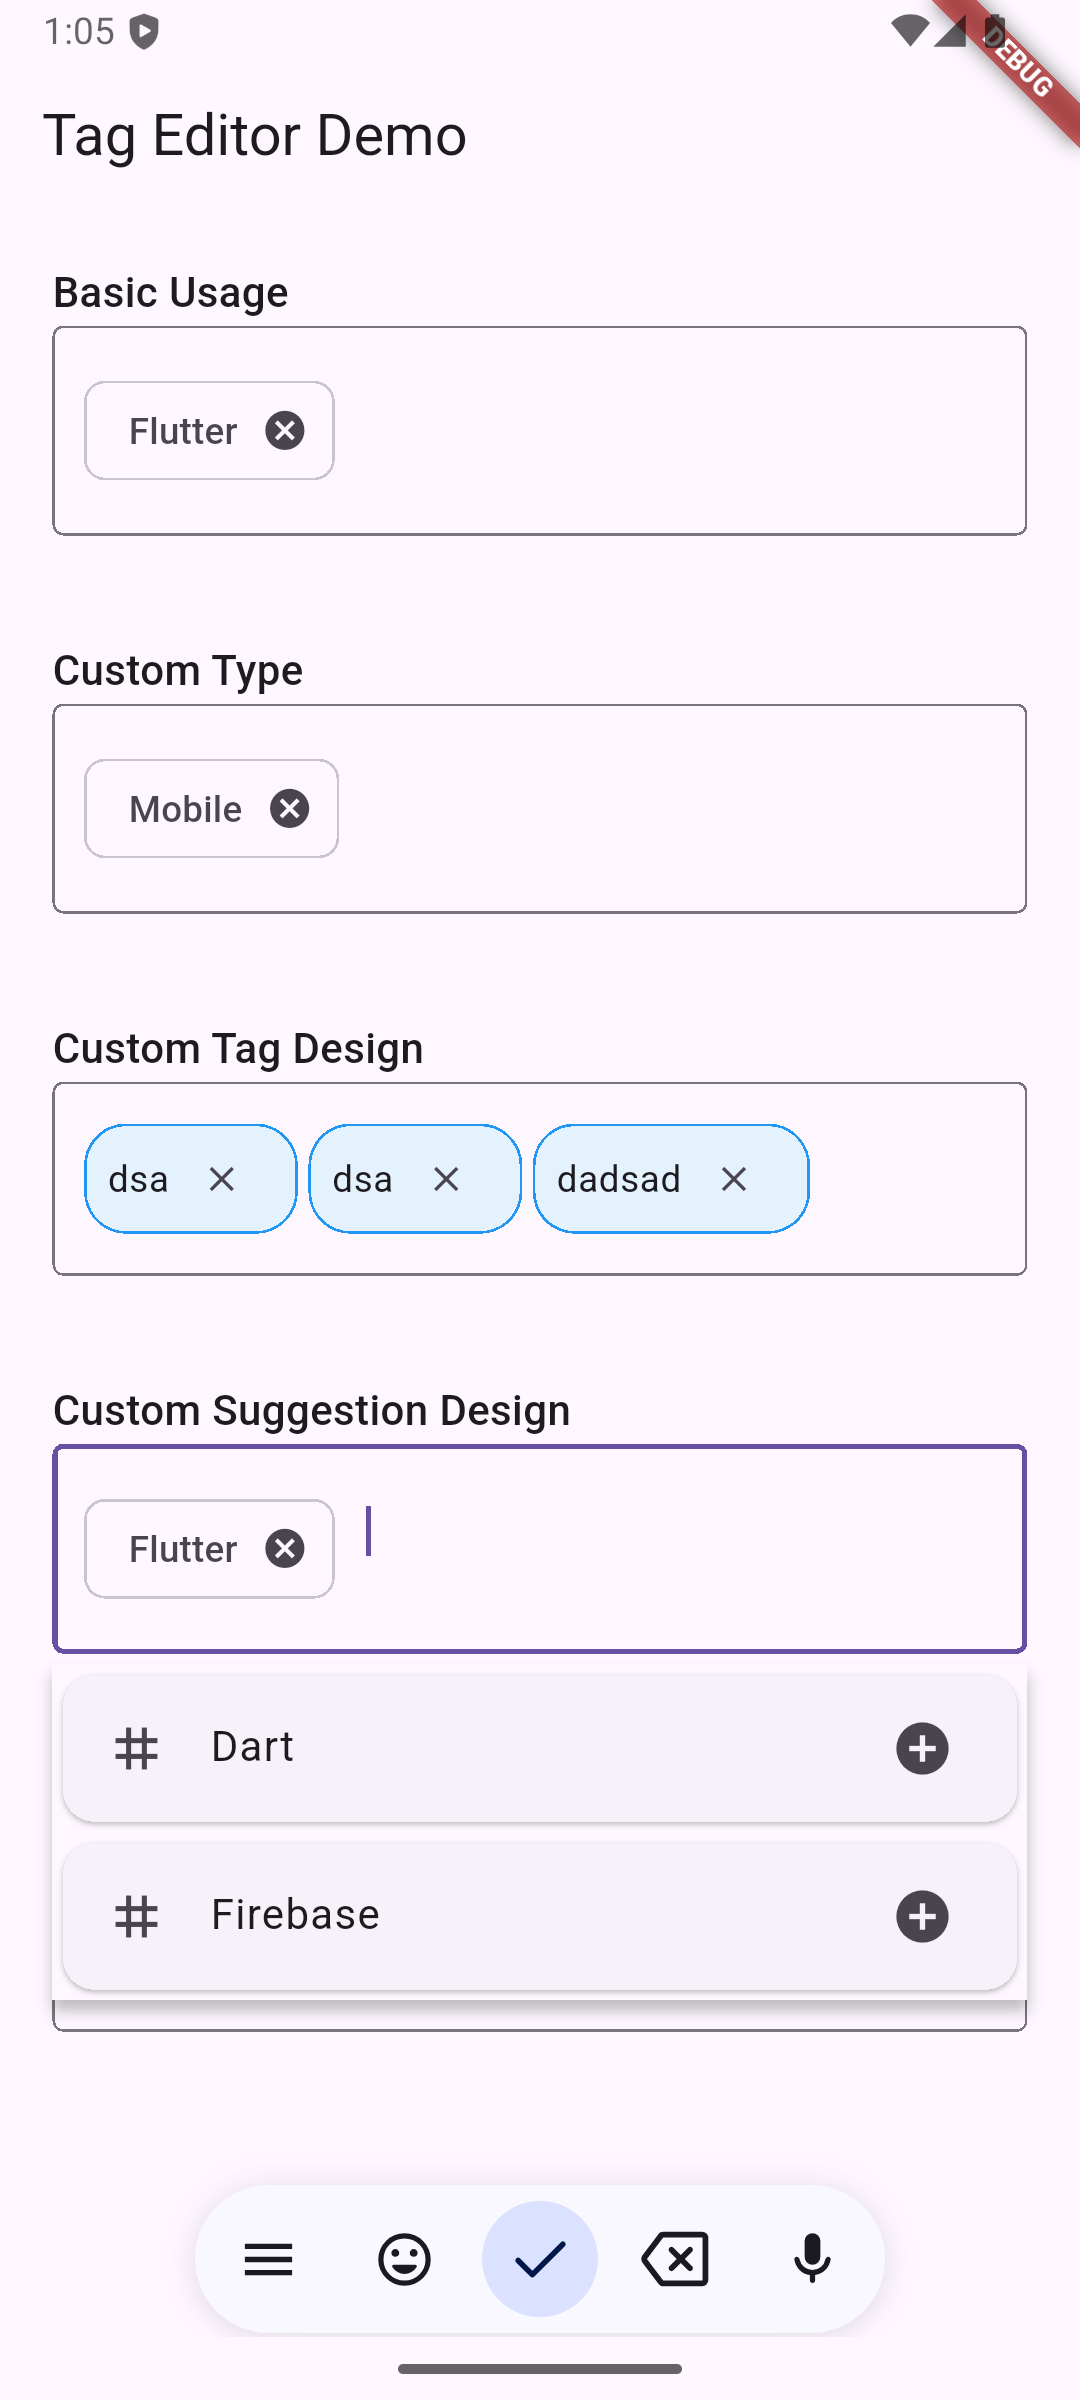 1:05
DEBUG
Tag Editor Demo
Basic Usage
Flutter
Custom Type
Mobile
Custom Tag Design
dsa dsa dadsad
Custom Suggestion Design
Flutter
Dart
Firebase